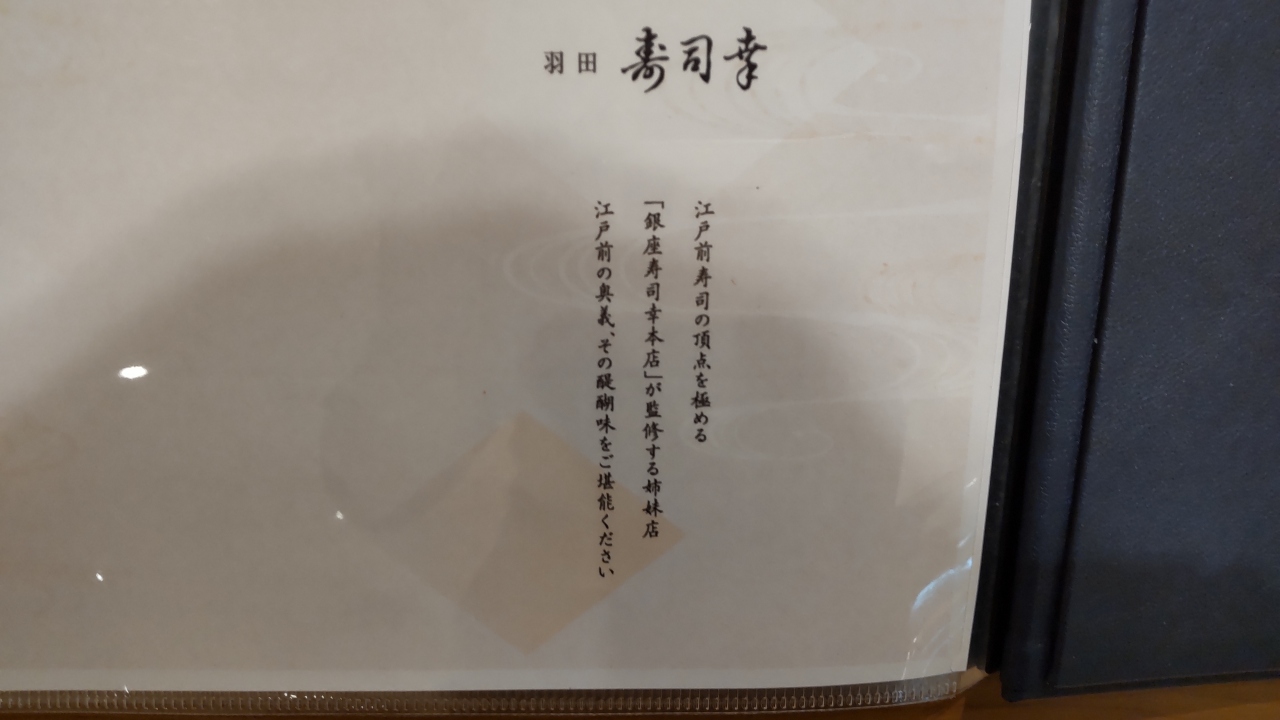 羽田 寿司幸
江戸前寿司の頂点を極める
「銀座寿司幸本店」が監修する姉妹店
江戸前の奥義、その醍醐味をご堪能ください